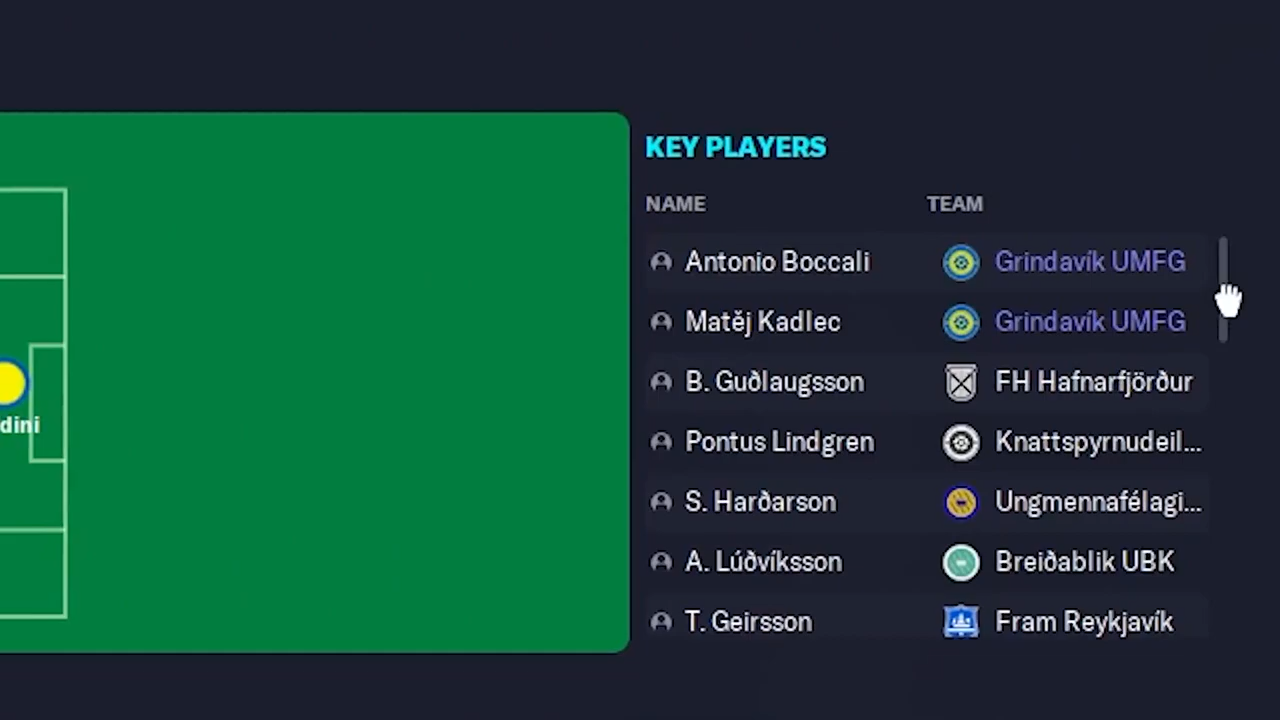 KEY PLAYERS
NAME TEAM
Antonio Boccali Grindavík UMFG
Matěj Kadlec Grindavík UMFG
B. Guðlaugsson FH Hafnarfjörður
dini
Pontus Lindgren Knattspyrnudeil...
S. Harðarson Ungmennafélagi...
A. Lúðvíksson Breiðablik UBK
T. Geirsson Fram Reykjavík